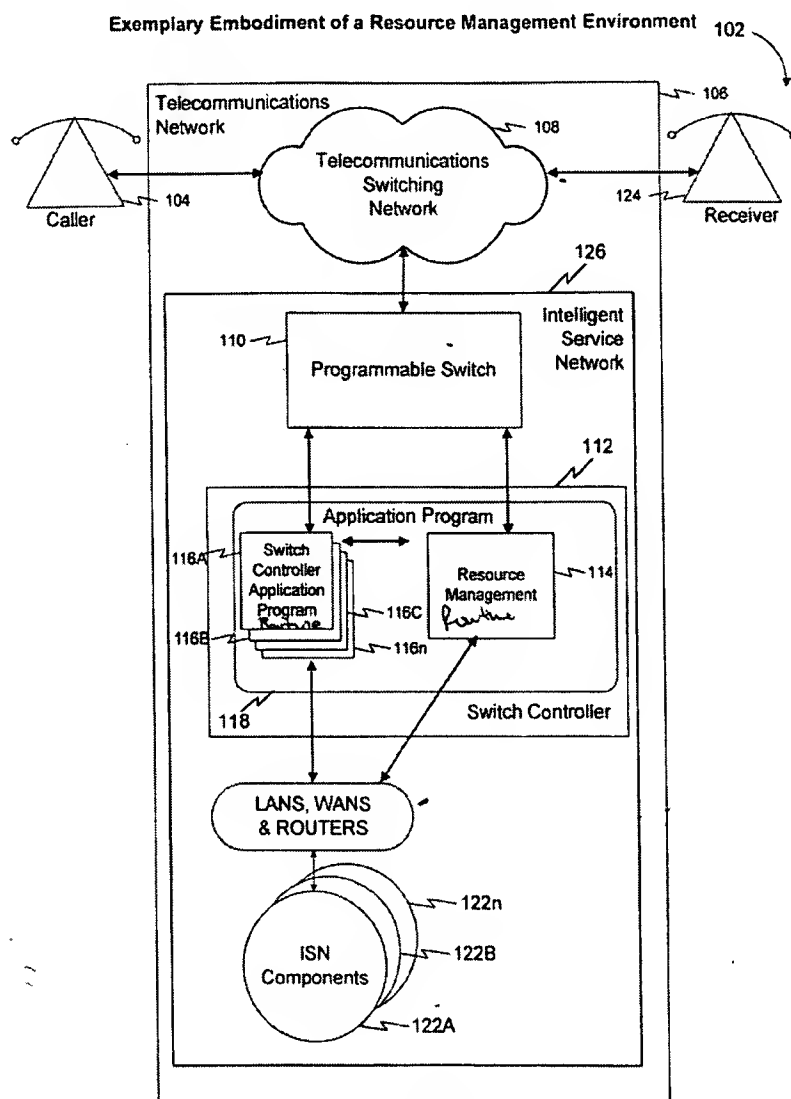 Exemplary Embodiment of a Resource Management Environment
102
Telecommunications
Network
106
108
Telecommunications
Switching
Network
104
Caller
124
Receiver
126
Intelligent
Service
Network
110
Programmable Switch
112
Application Program
116A
Switch
Controller
Application
Program
Routine
116B
116C
116n
Resource
Management
Routine
114
118
Switch Controller
LANS, WANS
& ROUTERS
122n
ISN
Components
122B
122A